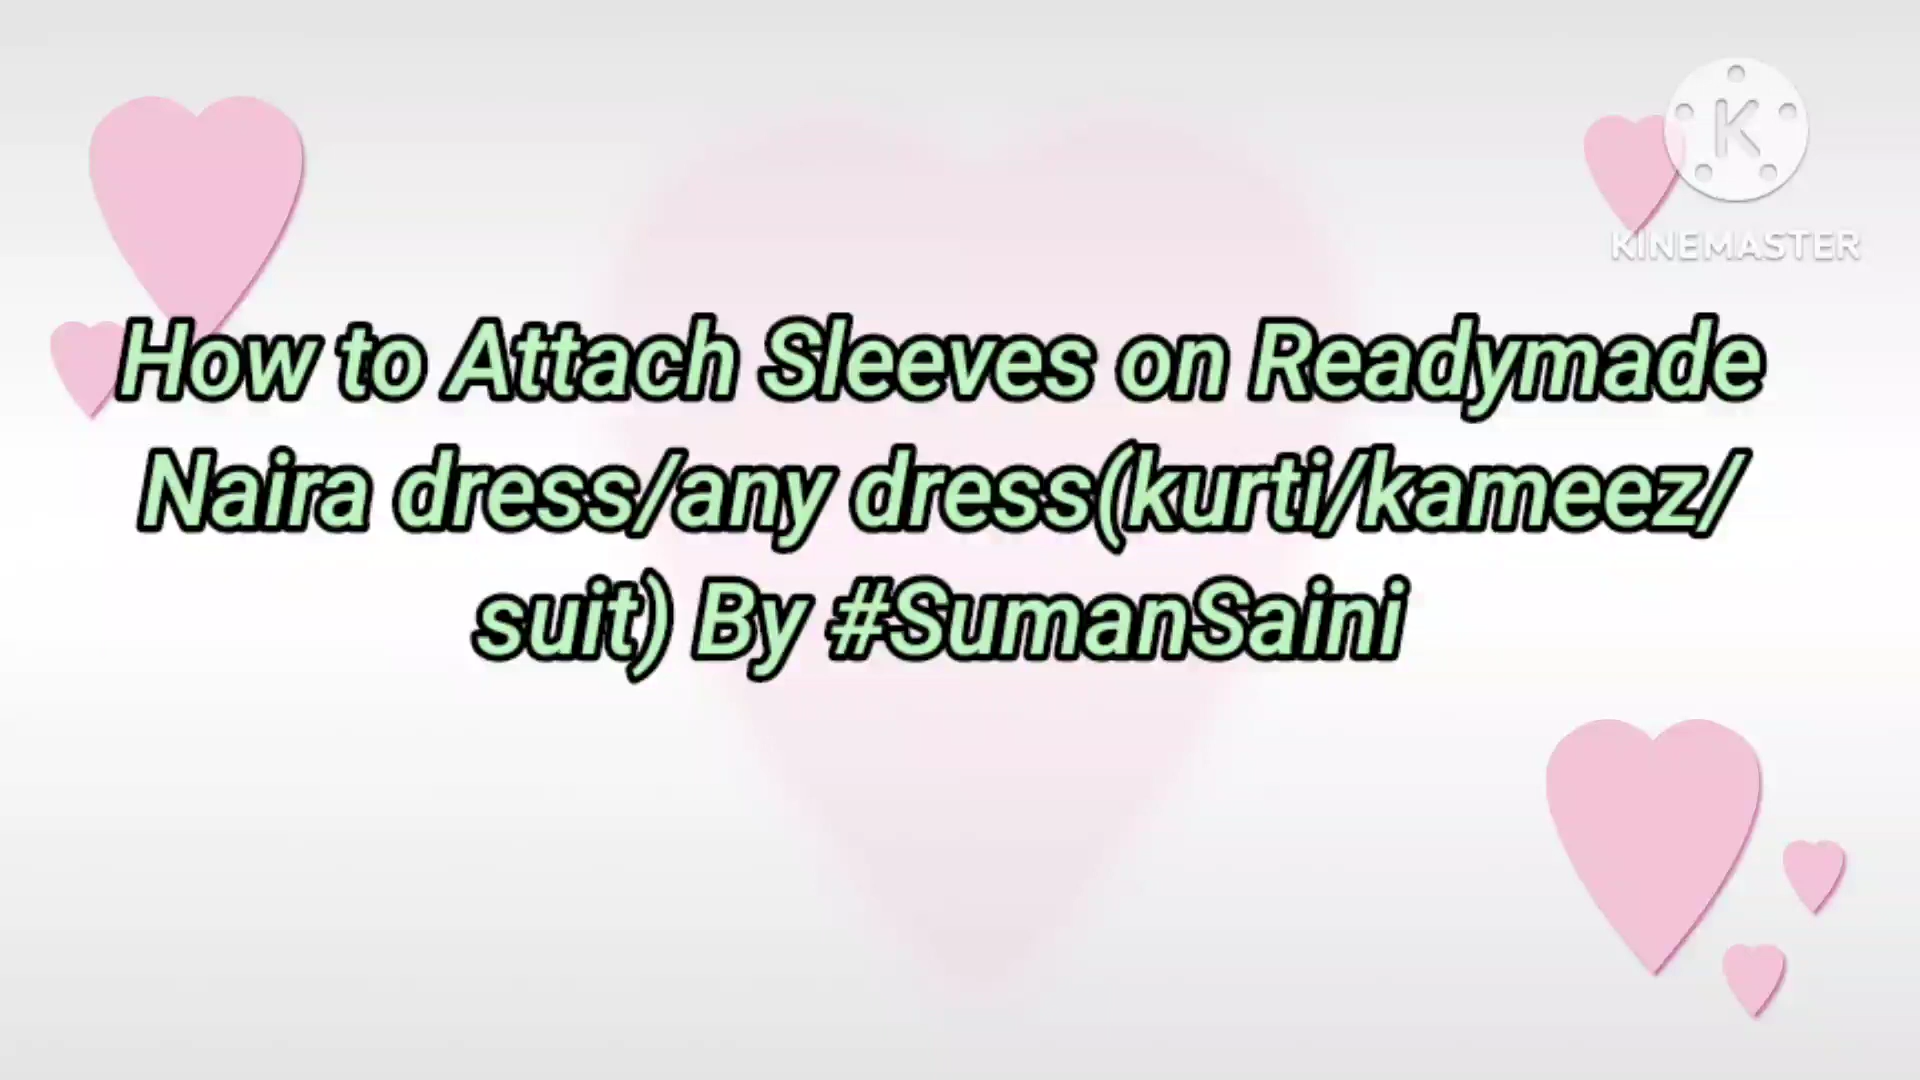 K
KINEMASTER
How to Attach Sleeves on Readymade
Naira dress/any dress(kurti/kameez/
suit) By #SumanSaini